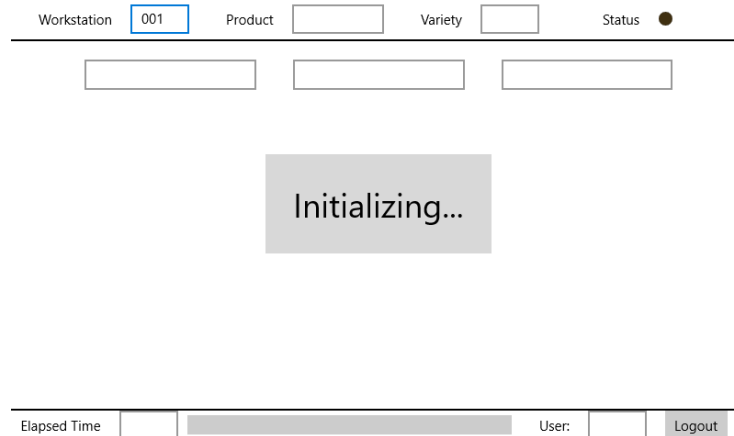 Workstation 001 Product Variety Status
Initializing...
Elapsed Time User: Logout